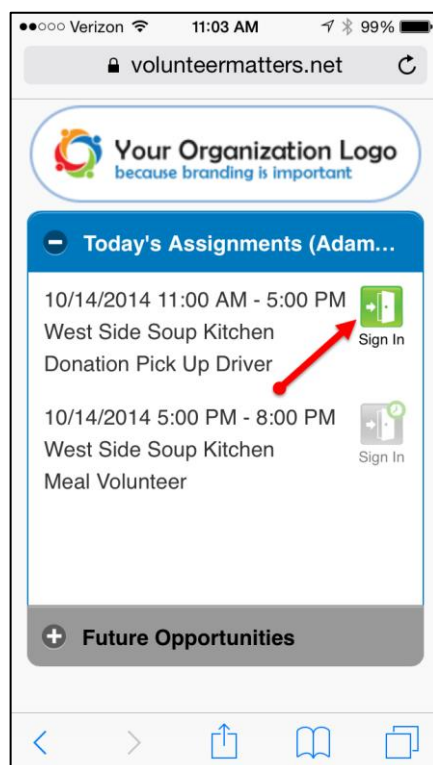 Verizon 11:03 AM 99%
volunteermatters.net
Your Organization Logo
because branding is important
Today's Assignments (Adam...
10/14/2014 11:00 AM - 5:00 PM
West Side Soup Kitchen
Sign In
Donation Pick Up Driver
10/14/2014 5:00 PM - 8:00 PM
West Side Soup Kitchen
Sign In
Meal Volunteer
Future Opportunities